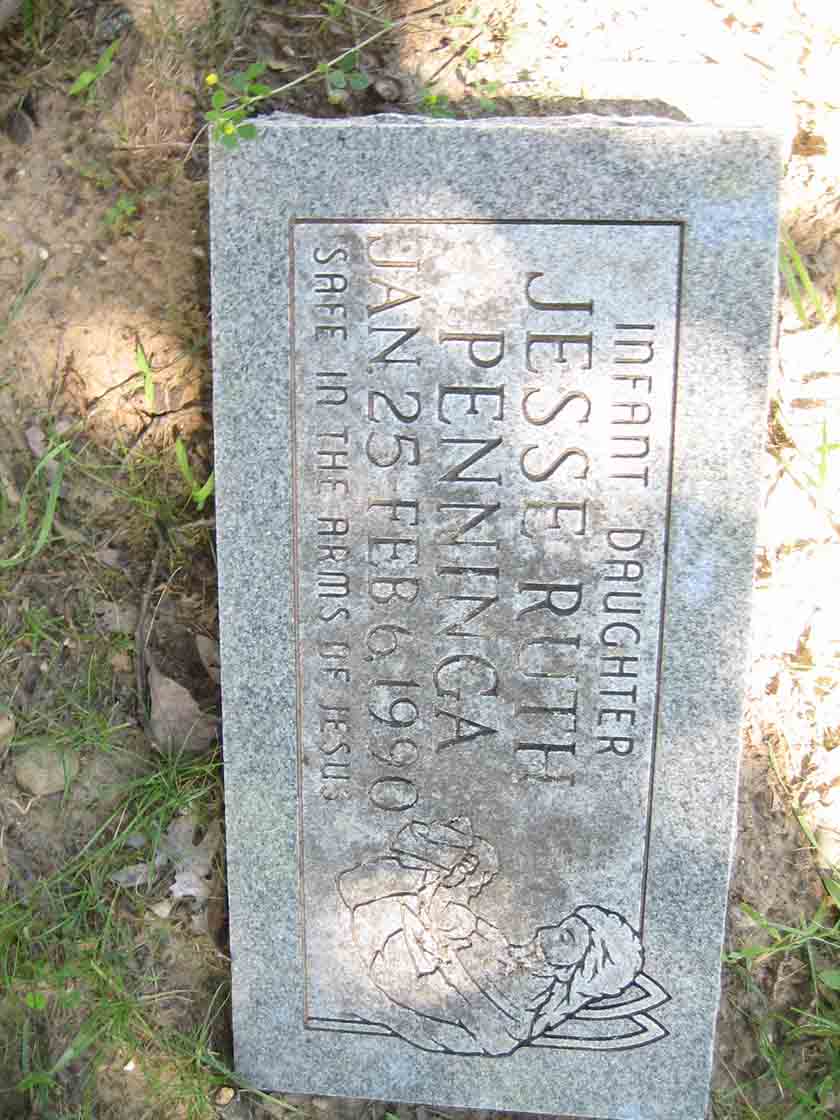 INFANT DAUGHTER
JESSE RUTH
PENNINGA
JAN. 25-FEB 6, 1990
SAFE IN THE ARMS OF JESUS